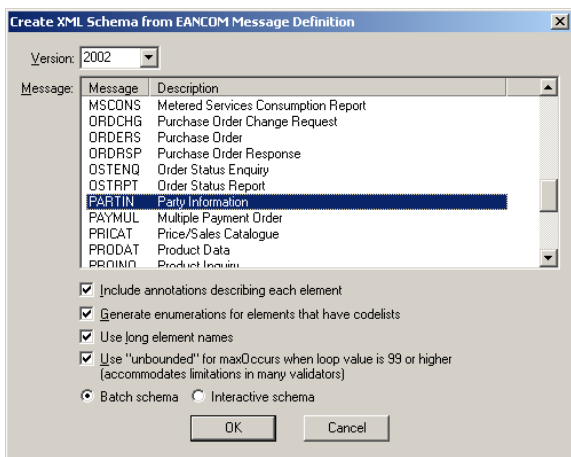 Create XML Schema from EANCOM Message Definition
Version: 2002
Message: Message Description
MSCONS Metered Services Consumption Report
ORDCHG Purchase Order Change Request
ORDERS Purchase Order
ORDRSP Purchase Order Response
OSTENQ Order Status Enquiry
OSTRPT Order Status Report
PARTIN Party Information
PAYMUL Multiple Payment Order
PRICAT Price/Sales Catalogue
PRODAT Product Data
PROINQ Product Inquiry
Include annotations describing each element
Generate enumerations for elements that have codelists
Use long element names
Use "unbounded" for maxOccurs when loop value is 99 or higher
(accommodates limitations in many validators)
Batch schema Interactive schema
OK Cancel